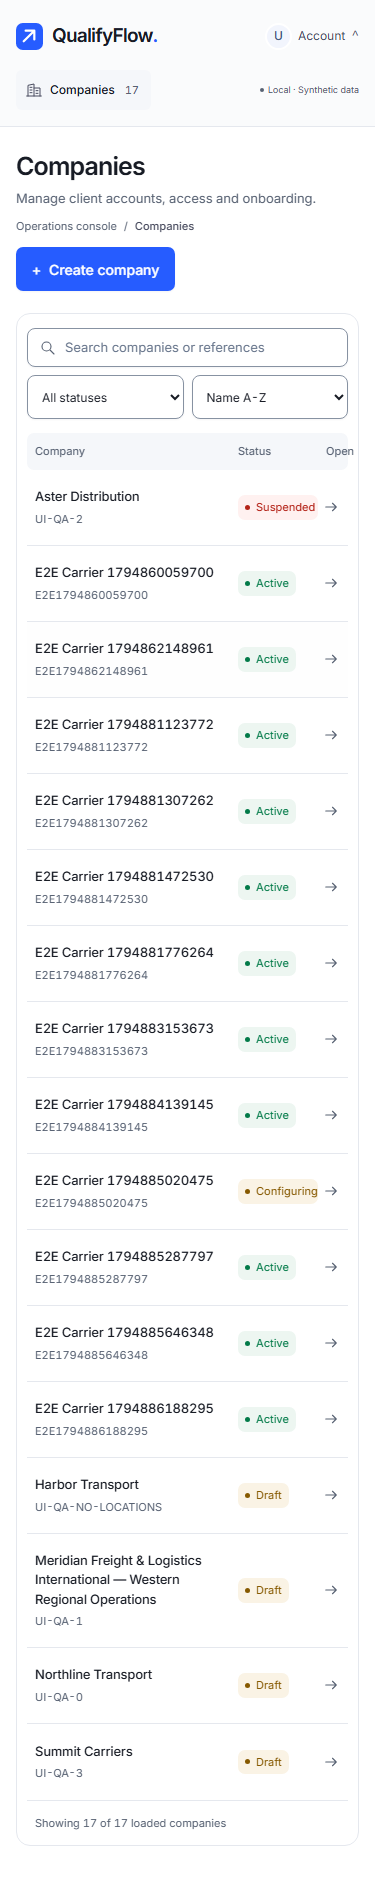 QualifyFlow.
U Account ^
Companies 17
Local · Synthetic data
Companies
Manage client accounts, access and onboarding.
Operations console / Companies
+ Create company
Search companies or references
All statuses
Name A-Z
Company Status Open
Aster Distribution
UI-QA-2
Suspended →
E2E Carrier 1794860059700
E2E1794860059700
Active →
E2E Carrier 1794862148961
E2E1794862148961
Active →
E2E Carrier 1794881123772
E2E1794881123772
Active →
E2E Carrier 1794881307262
E2E1794881307262
Active →
E2E Carrier 1794881472530
E2E1794881472530
Active →
E2E Carrier 1794881776264
E2E1794881776264
Active →
E2E Carrier 1794883153673
E2E1794883153673
Active →
E2E Carrier 1794884139145
E2E1794884139145
Active →
E2E Carrier 1794885020475
E2E1794885020475
Configuring →
E2E Carrier 1794885287797
E2E1794885287797
Active →
E2E Carrier 1794885646348
E2E1794885646348
Active →
E2E Carrier 1794886188295
E2E1794886188295
Active →
Harbor Transport
UI-QA-NO-LOCATIONS
Draft →
Meridian Freight & Logistics
International — Western
Regional Operations
UI-QA-1
Draft →
Northline Transport
UI-QA-0
Draft →
Summit Carriers
UI-QA-3
Draft →
Showing 17 of 17 loaded companies